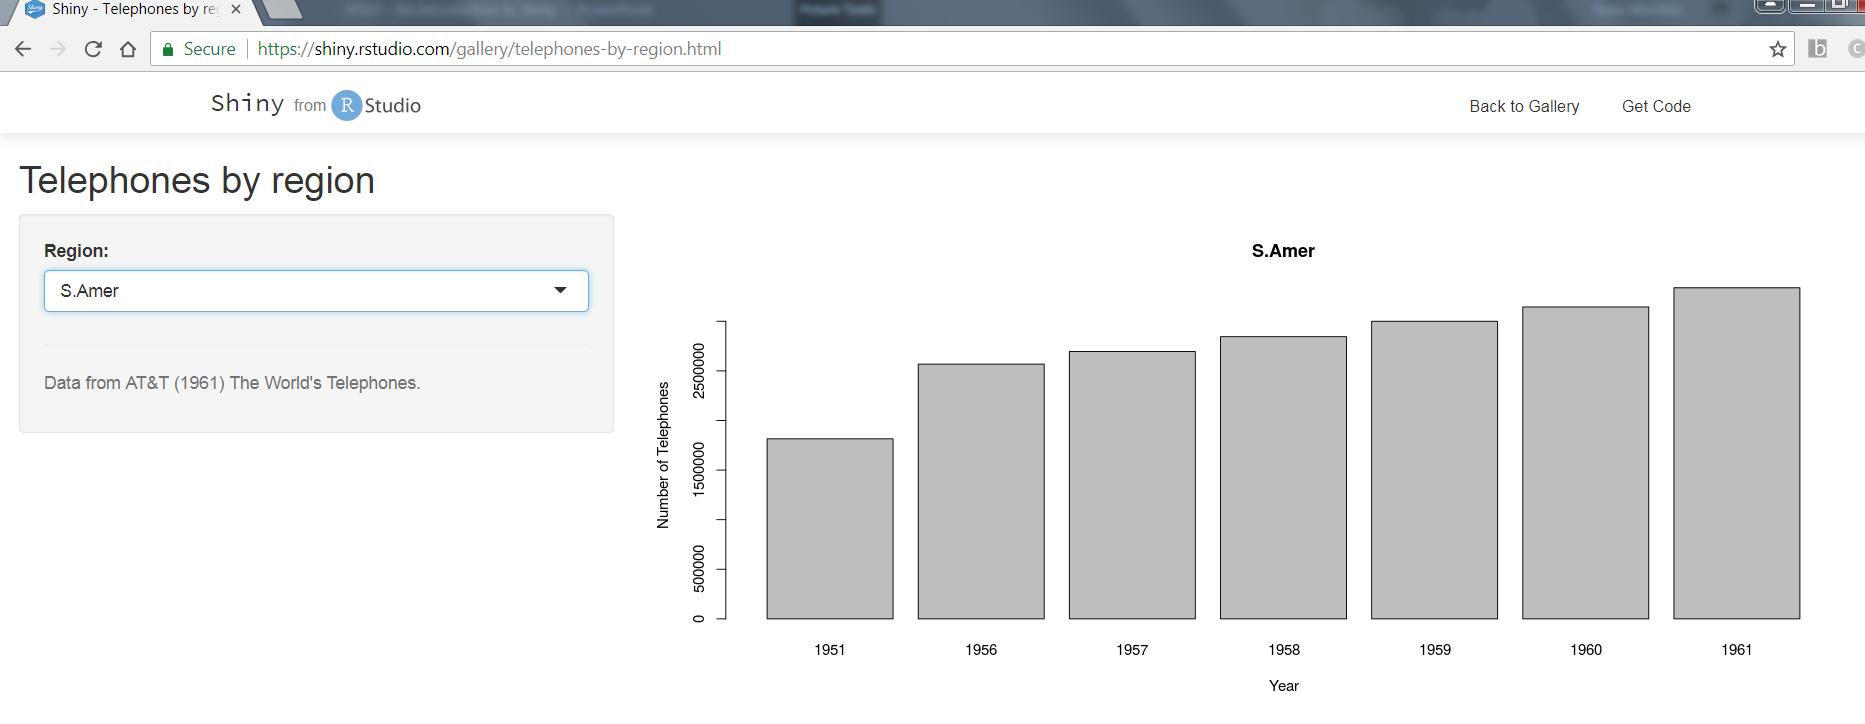 Shiny - Telephones by re
Secure https://shiny.rstudio.com/gallery/telephones-by-region.html
Shiny from R Studio
Back to Gallery Get Code
Telephones by region
Region:
S.Amer
Data from AT&T (1961) The World's Telephones.
S.Amer
Number of Telephones
2500000
1500000
500000
0
1951 1956 1957 1958 1959 1960 1961
Year